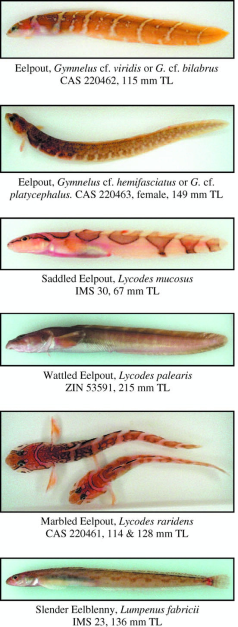 Eelpout, Gymnelus cf. viridis or G. cf. bilabrus
CAS 220462, 115 mm TL
Eelpout, Gymnelus cf. hemifasciatus or G. cf.
platycephalus. CAS 220463, female, 149 mm TL
Saddled Eelpout, Lycodes mucosus
IMS 30, 67 mm TL
Wattled Eelpout, Lycodes palearis
ZIN 53591, 215 mm TL
Marbled Eelpout, Lycodes raridens
CAS 220461, 114 & 128 mm TL
Slender Eelblenny, Lumpenus fabricii
IMS 23, 136 mm TL